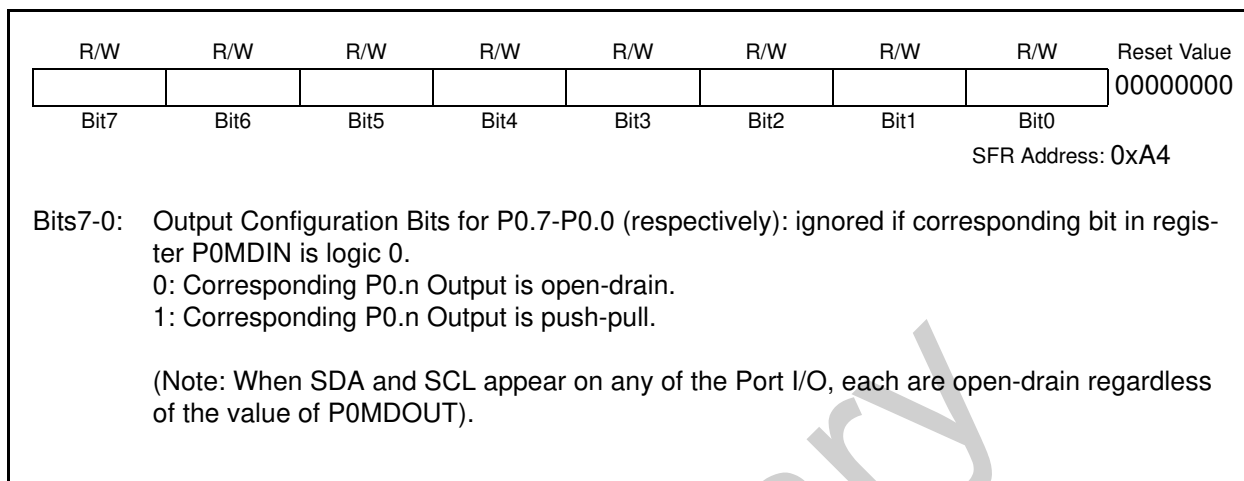 R/W R/W R/W R/W R/W R/W R/W R/W Reset Value
00000000
Bit7 Bit6 Bit5 Bit4 Bit3 Bit2 Bit1 Bit0
SFR Address: 0xA4
Bits7-0: Output Configuration Bits for P0.7-P0.0 (respectively): ignored if corresponding bit in regis-
ter P0MDIN is logic 0.
0: Corresponding P0.n Output is open-drain.
1: Corresponding P0.n Output is push-pull.
(Note: When SDA and SCL appear on any of the Port I/O, each are open-drain regardless
of the value of P0MDOUT).
ry